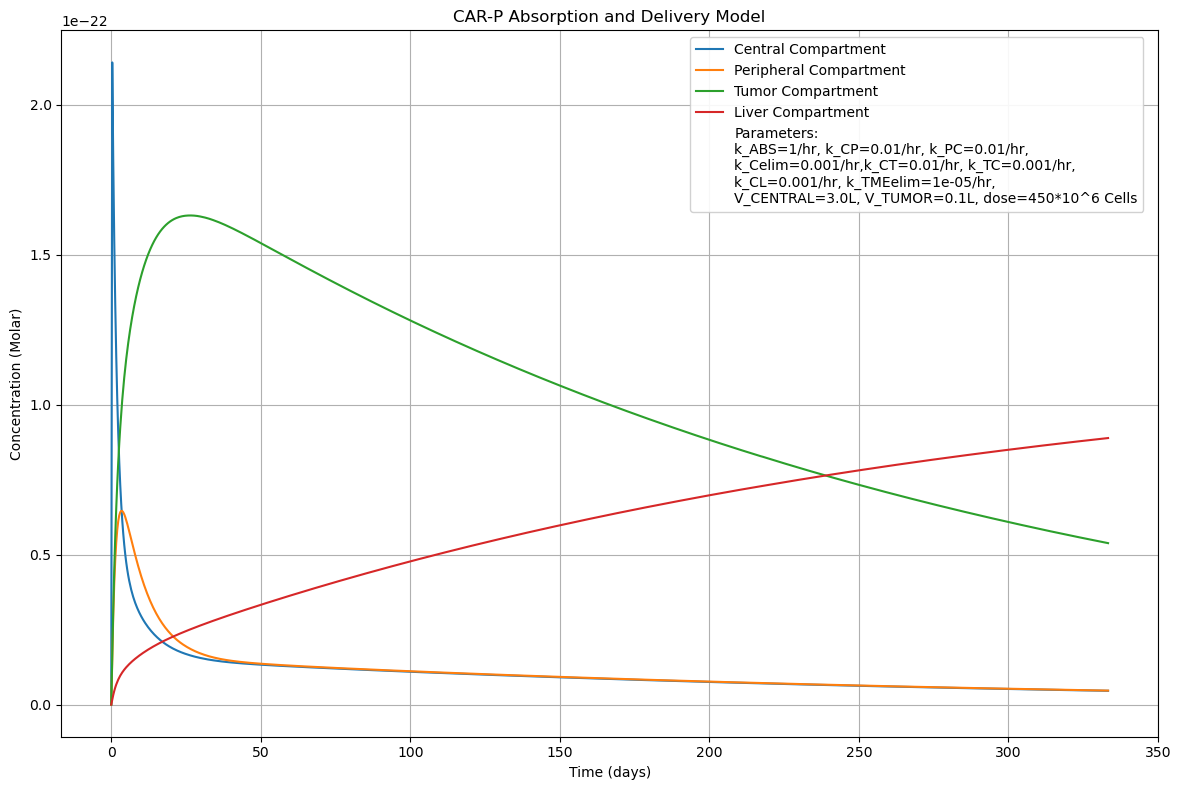 CAR-P Absorption and Delivery Model
1e−22
Central Compartment
Peripheral Compartment
Tumor Compartment
Liver Compartment
Parameters:
k_ABS=1/hr, k_CP=0.01/hr, k_PC=0.01/hr,
k_Celim=0.001/hr,k_CT=0.01/hr, k_TC=0.001/hr,
k_CL=0.001/hr, k_TMEelim=1e-05/hr,
V_CENTRAL=3.0L, V_TUMOR=0.1L, dose=450*10^6 Cells
Concentration (Molar)
2.0
1.5
1.0
0.5
0.0
0 50 100 150 200 250 300 350
Time (days)